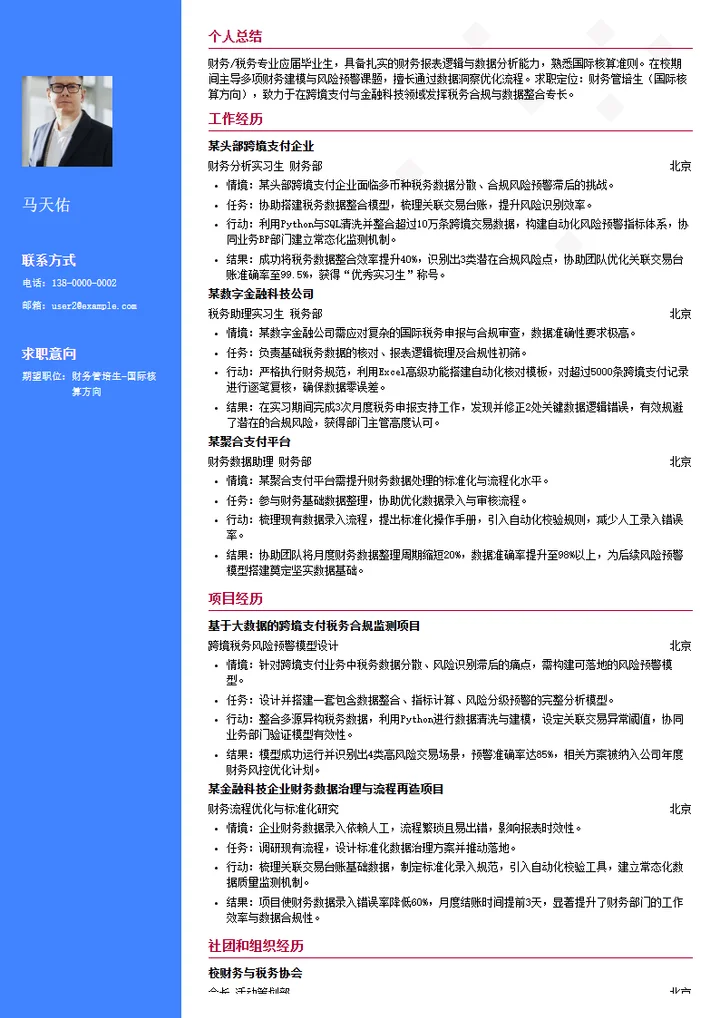 马天佑
联系方式
电话：138-0000-0002
邮箱：user2@example.com
求职意向
期望职位：财务管培生-国际核
算方向
个人总结
财务/税务专业应届毕业生，具备扎实的财务报表逻辑与数据分析能力，熟悉国际核算准则。在校期
间主导多项财务建模与风险预警课题，擅长通过数据洞察优化流程。求职定位：财务管培生（国际核
算方向），致力于在跨境支付与金融科技领域发挥税务合规与数据整合专长。
工作经历
某头部跨境支付企业
财务分析实习生 财务部 北京
• 情境：某头部跨境支付企业面临多币种税务数据分散、合规风险预警滞后的挑战。
• 任务：协助搭建税务数据整合模型，梳理关联交易台账，提升风险识别效率。
• 行动：利用Python与SQL清洗并整合超过10万条跨境交易数据，构建自动化风险预警指标体系，协
同业务BP部门建立常态化监测机制。
• 结果：成功将税务数据整合效率提升40%，识别出3类潜在合规风险点，协助团队优化关联交易台
账准确率至99.5%，获得“优秀实习生”称号。
某数字金融科技公司
税务助理实习生 税务部 北京
• 情境：某数字金融公司需应对复杂的国际税务申报与合规审查，数据准确性要求极高。
• 任务：负责基础税务数据的核对、报表逻辑梳理及合规性初筛。
• 行动：严格执行财务规范，利用Excel高级功能搭建自动化核对模板，对超过5000条跨境支付记录
进行逐笔复核，确保数据零误差。
• 结果：在实习期间完成3次月度税务申报支持工作，发现并修正2处关键数据逻辑错误，有效规避
了潜在的合规风险，获得部门主管高度认可。
某聚合支付平台
财务数据助理 财务部 北京
• 情境：某聚合支付平台需提升财务数据处理的标准化与流程化水平。
• 任务：参与财务基础数据整理，协助优化数据录入与审核流程。
• 行动：梳理现有数据录入流程，提出标准化操作手册，引入自动化校验规则，减少人工录入错误
率。
• 结果：协助团队将月度财务数据整理周期缩短20%，数据准确率提升至98%以上，为后续风险预警
模型搭建奠定坚实数据基础。
项目经历
基于大数据的跨境支付税务合规监测项目
跨境税务风险预警模型设计 北京
• 情境：针对跨境支付业务中税务数据分散、风险识别滞后的痛点，需构建可落地的风险预警模
型。
• 任务：设计并搭建一套包含数据整合、指标计算、风险分级预警的完整分析模型。
• 行动：整合多源异构税务数据，利用Python进行数据清洗与建模，设定关联交易异常阈值，协同
业务部门验证模型有效性。
• 结果：模型成功运行并识别出4类高风险交易场景，预警准确率达85%，相关方案被纳入公司年度
财务风控优化计划。
某金融科技企业财务数据治理与流程再造项目
财务流程优化与标准化研究 北京
• 情境：企业财务数据录入依赖人工，流程繁琐且易出错，影响报表时效性。
• 任务：调研现有流程，设计标准化数据治理方案并推动落地。
• 行动：梳理关联交易台账基础数据，制定标准化录入规范，引入自动化校验工具，建立常态化数
据质量监测机制。
• 结果：项目使财务数据录入错误率降低60%，月度结账时间提前3天，显著提升了财务部门的工作
效率与数据合规性。
社团和组织经历
校财务与税务协会
会长 活动策划部 北京